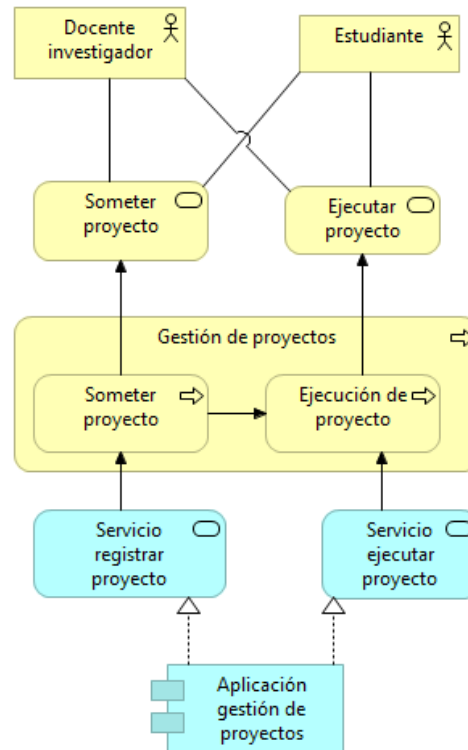 Docente
investigador
Estudiante
Someter
proyecto
Ejecutar
proyecto
Gestión de proyectos
Someter
proyecto
Ejecución de
proyecto
Servicio
registrar
proyecto
Servicio
ejecutar
proyecto
Aplicación
gestión de
proyectos